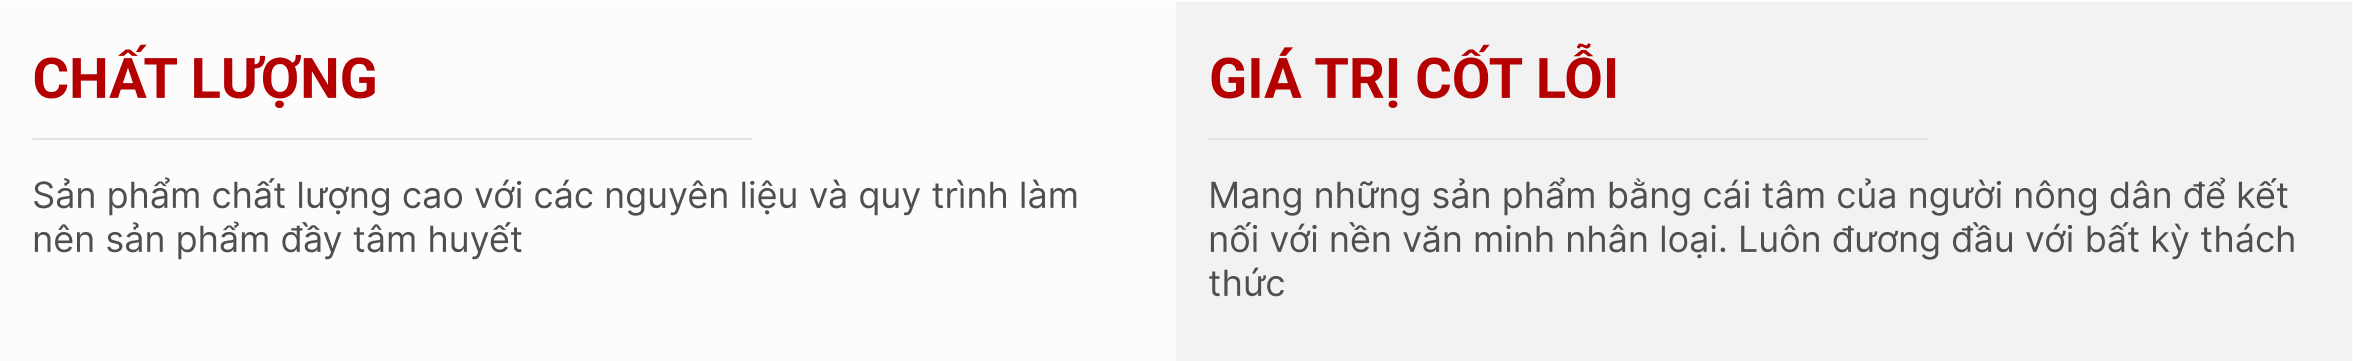 CHẤT LƯỢNG
Sản phẩm chất lượng cao với các nguyên liệu và quy trình làm
nên sản phẩm đầy tâm huyết
GIÁ TRỊ CỐT LỖI
Mang những sản phẩm bằng cái tâm của người nông dân để kết
nối với nền văn minh nhân loại. Luôn đương đầu với bất kỳ thách
thức